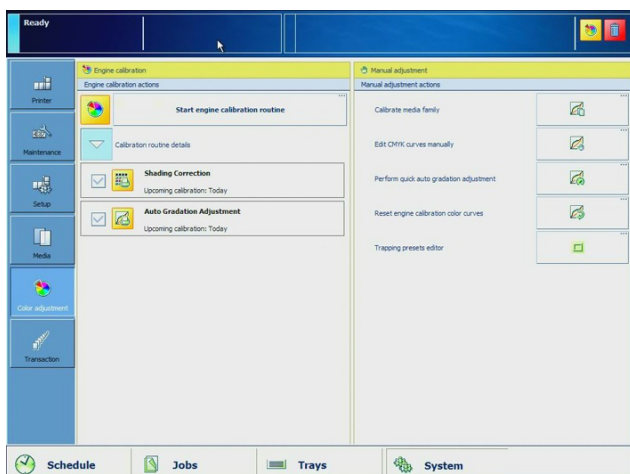 Ready
Printer
Maintenance
Setup
Media
Color adjustment
Transaction
Engine calibration
Engine calibration actions
Start engine calibration routine
Calibration routine details
Shading Correction
Upcoming calibration: Today
Auto Gradation Adjustment
Upcoming calibration: Today
Manual adjustment
Manual adjustment actions
Calibrate media family
Edit CMYK curves manually
Perform quick auto gradation adjustment
Reset engine calibration color curves
Trapping presets editor
Schedule
Jobs
Trays
System